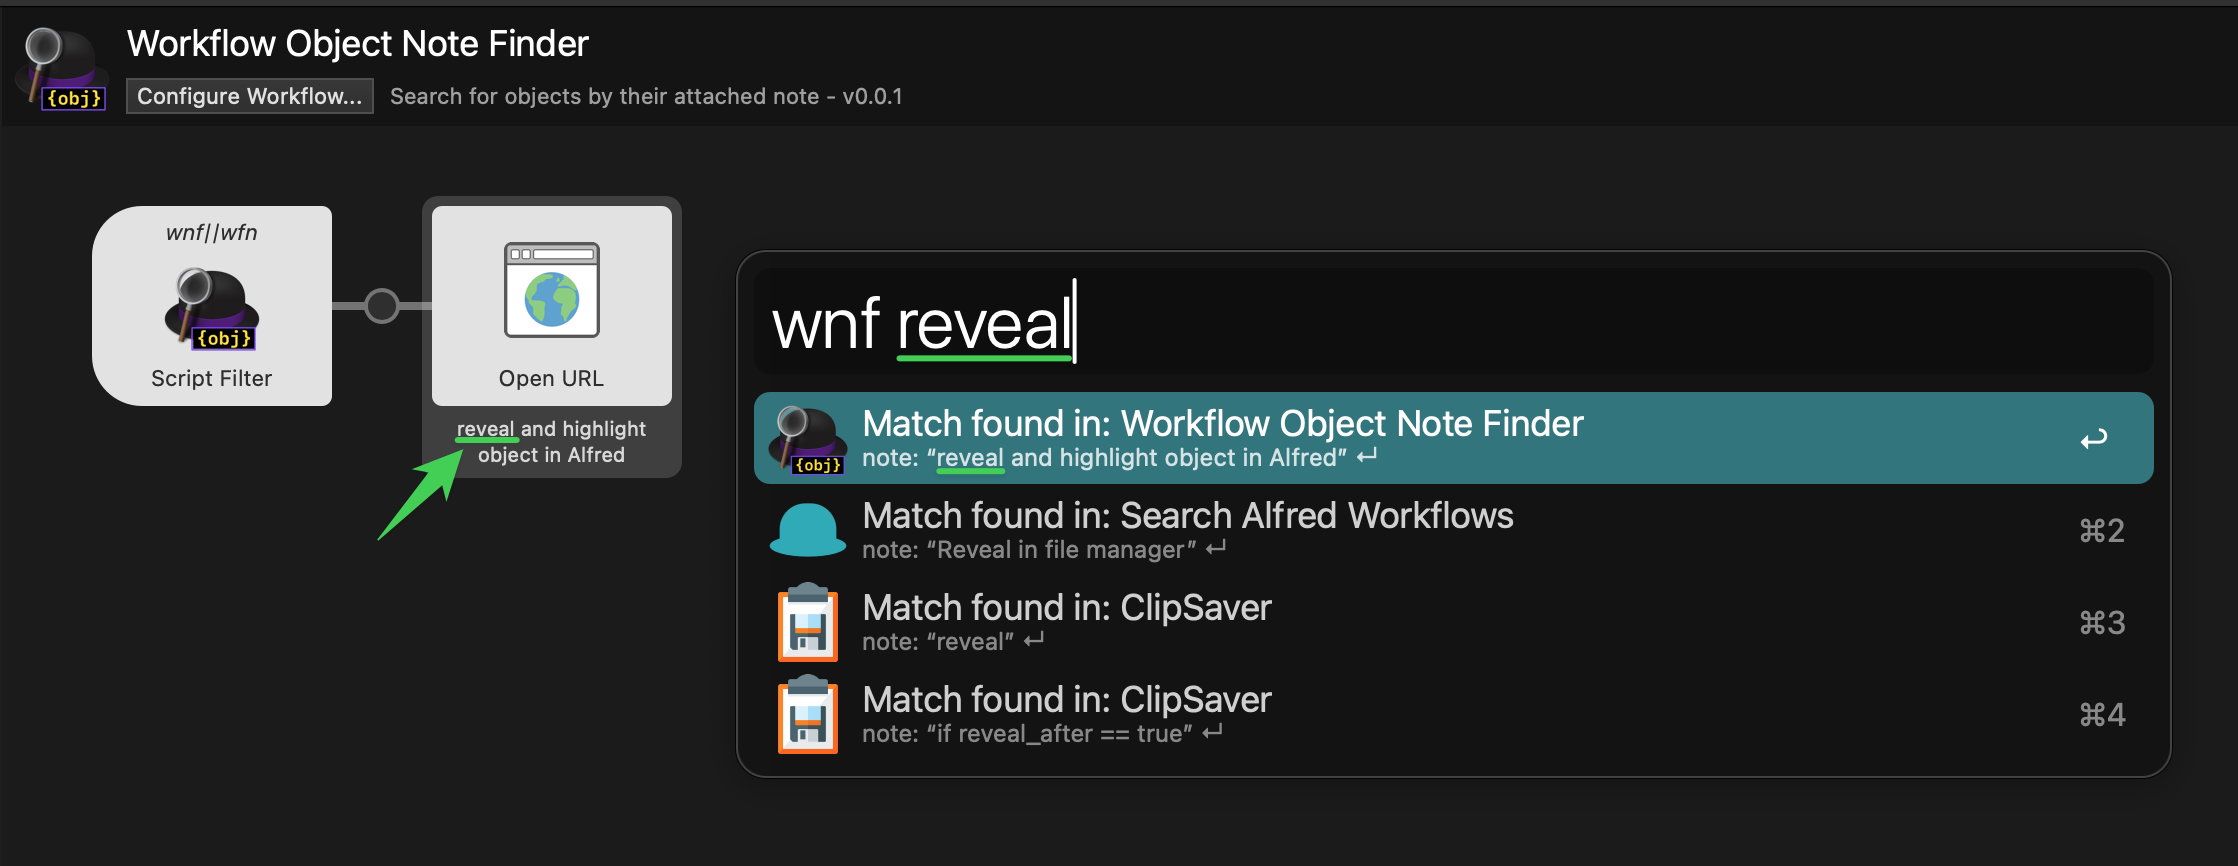 Workflow Object Note Finder
{obj}
Configure Workflow...
Search for objects by their attached note - v0.0.1
wnf||wfn
{obj}
Script Filter
Open URL
reveal and highlight
object in Alfred
wnf reveal
Match found in: Workflow Object Note Finder
{obj}
note: “reveal and highlight object in Alfred” ↵
↩
Match found in: Search Alfred Workflows
note: “Reveal in file manager” ↵
⌘2
Match found in: ClipSaver
note: “reveal” ↵
⌘3
Match found in: ClipSaver
note: “if reveal_after == true” ↵
⌘4